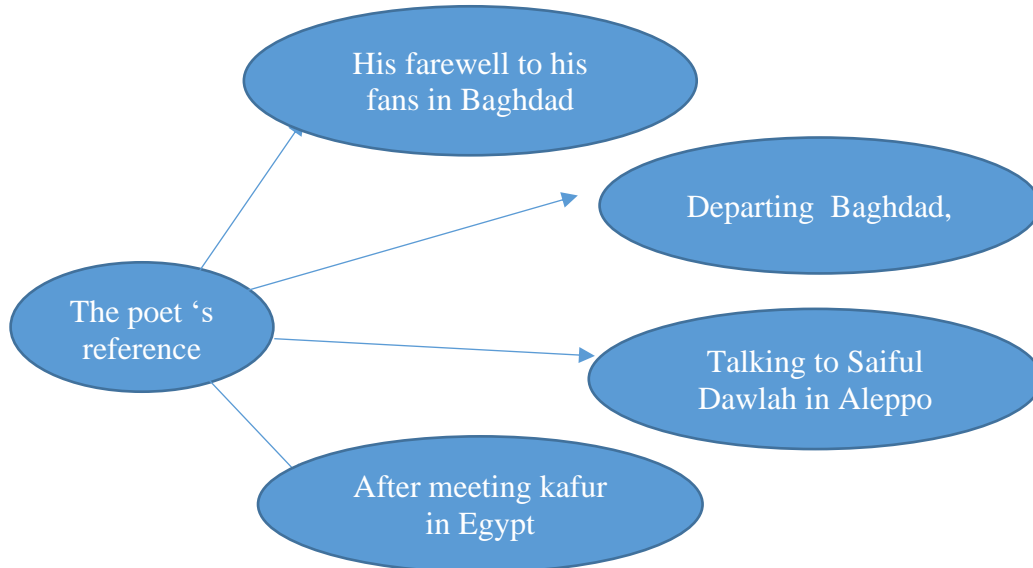 His farewell to his
fans in Baghdad
Departing Baghdad,
The poet ‘s
reference
Talking to Saiful
Dawlah in Aleppo
After meeting kafur
in Egypt